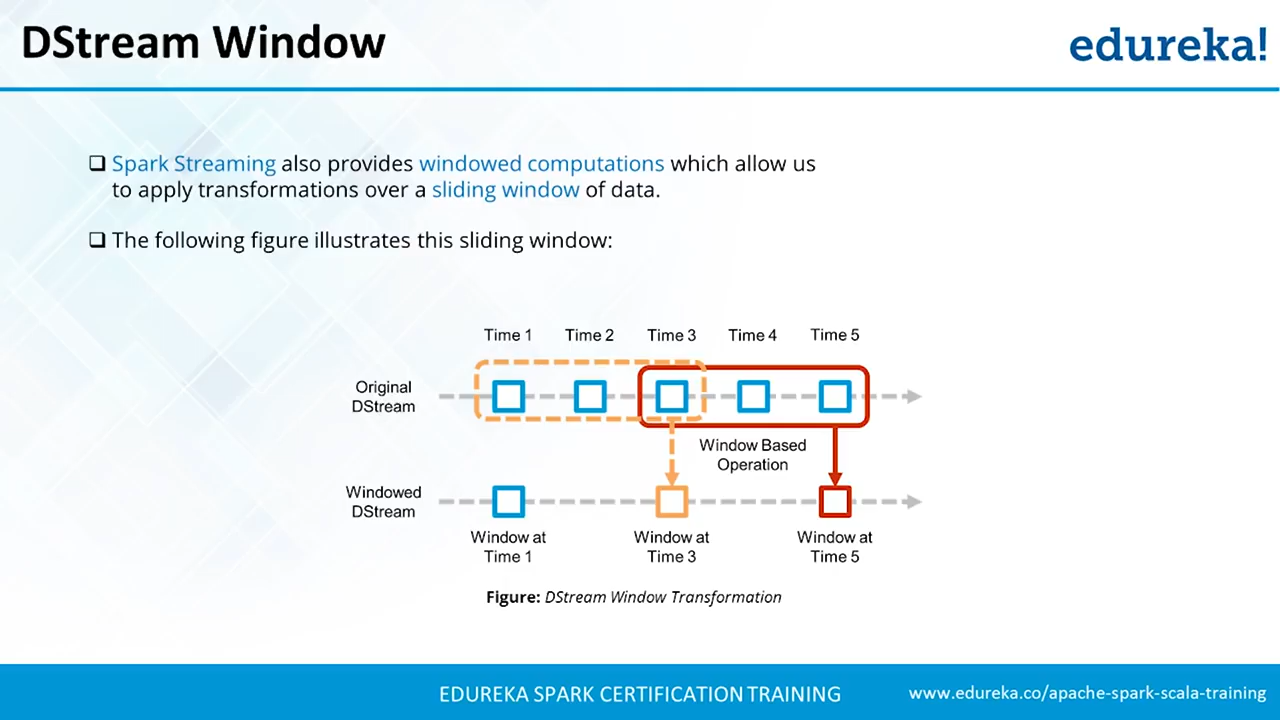 DStream Window
edureka!
❑ Spark Streaming also provides windowed computations which allow us
to apply transformations over a sliding window of data.
❑ The following figure illustrates this sliding window:
Time 1 Time 2 Time 3 Time 4 Time 5
Original
DStream
Window Based
Operation
Windowed
DStream
Window at
Time 1
Window at
Time 3
Window at
Time 5
Figure: DStream Window Transformation
EDUREKA SPARK CERTIFICATION TRAINING
www.edureka.co/apache-spark-scala-training